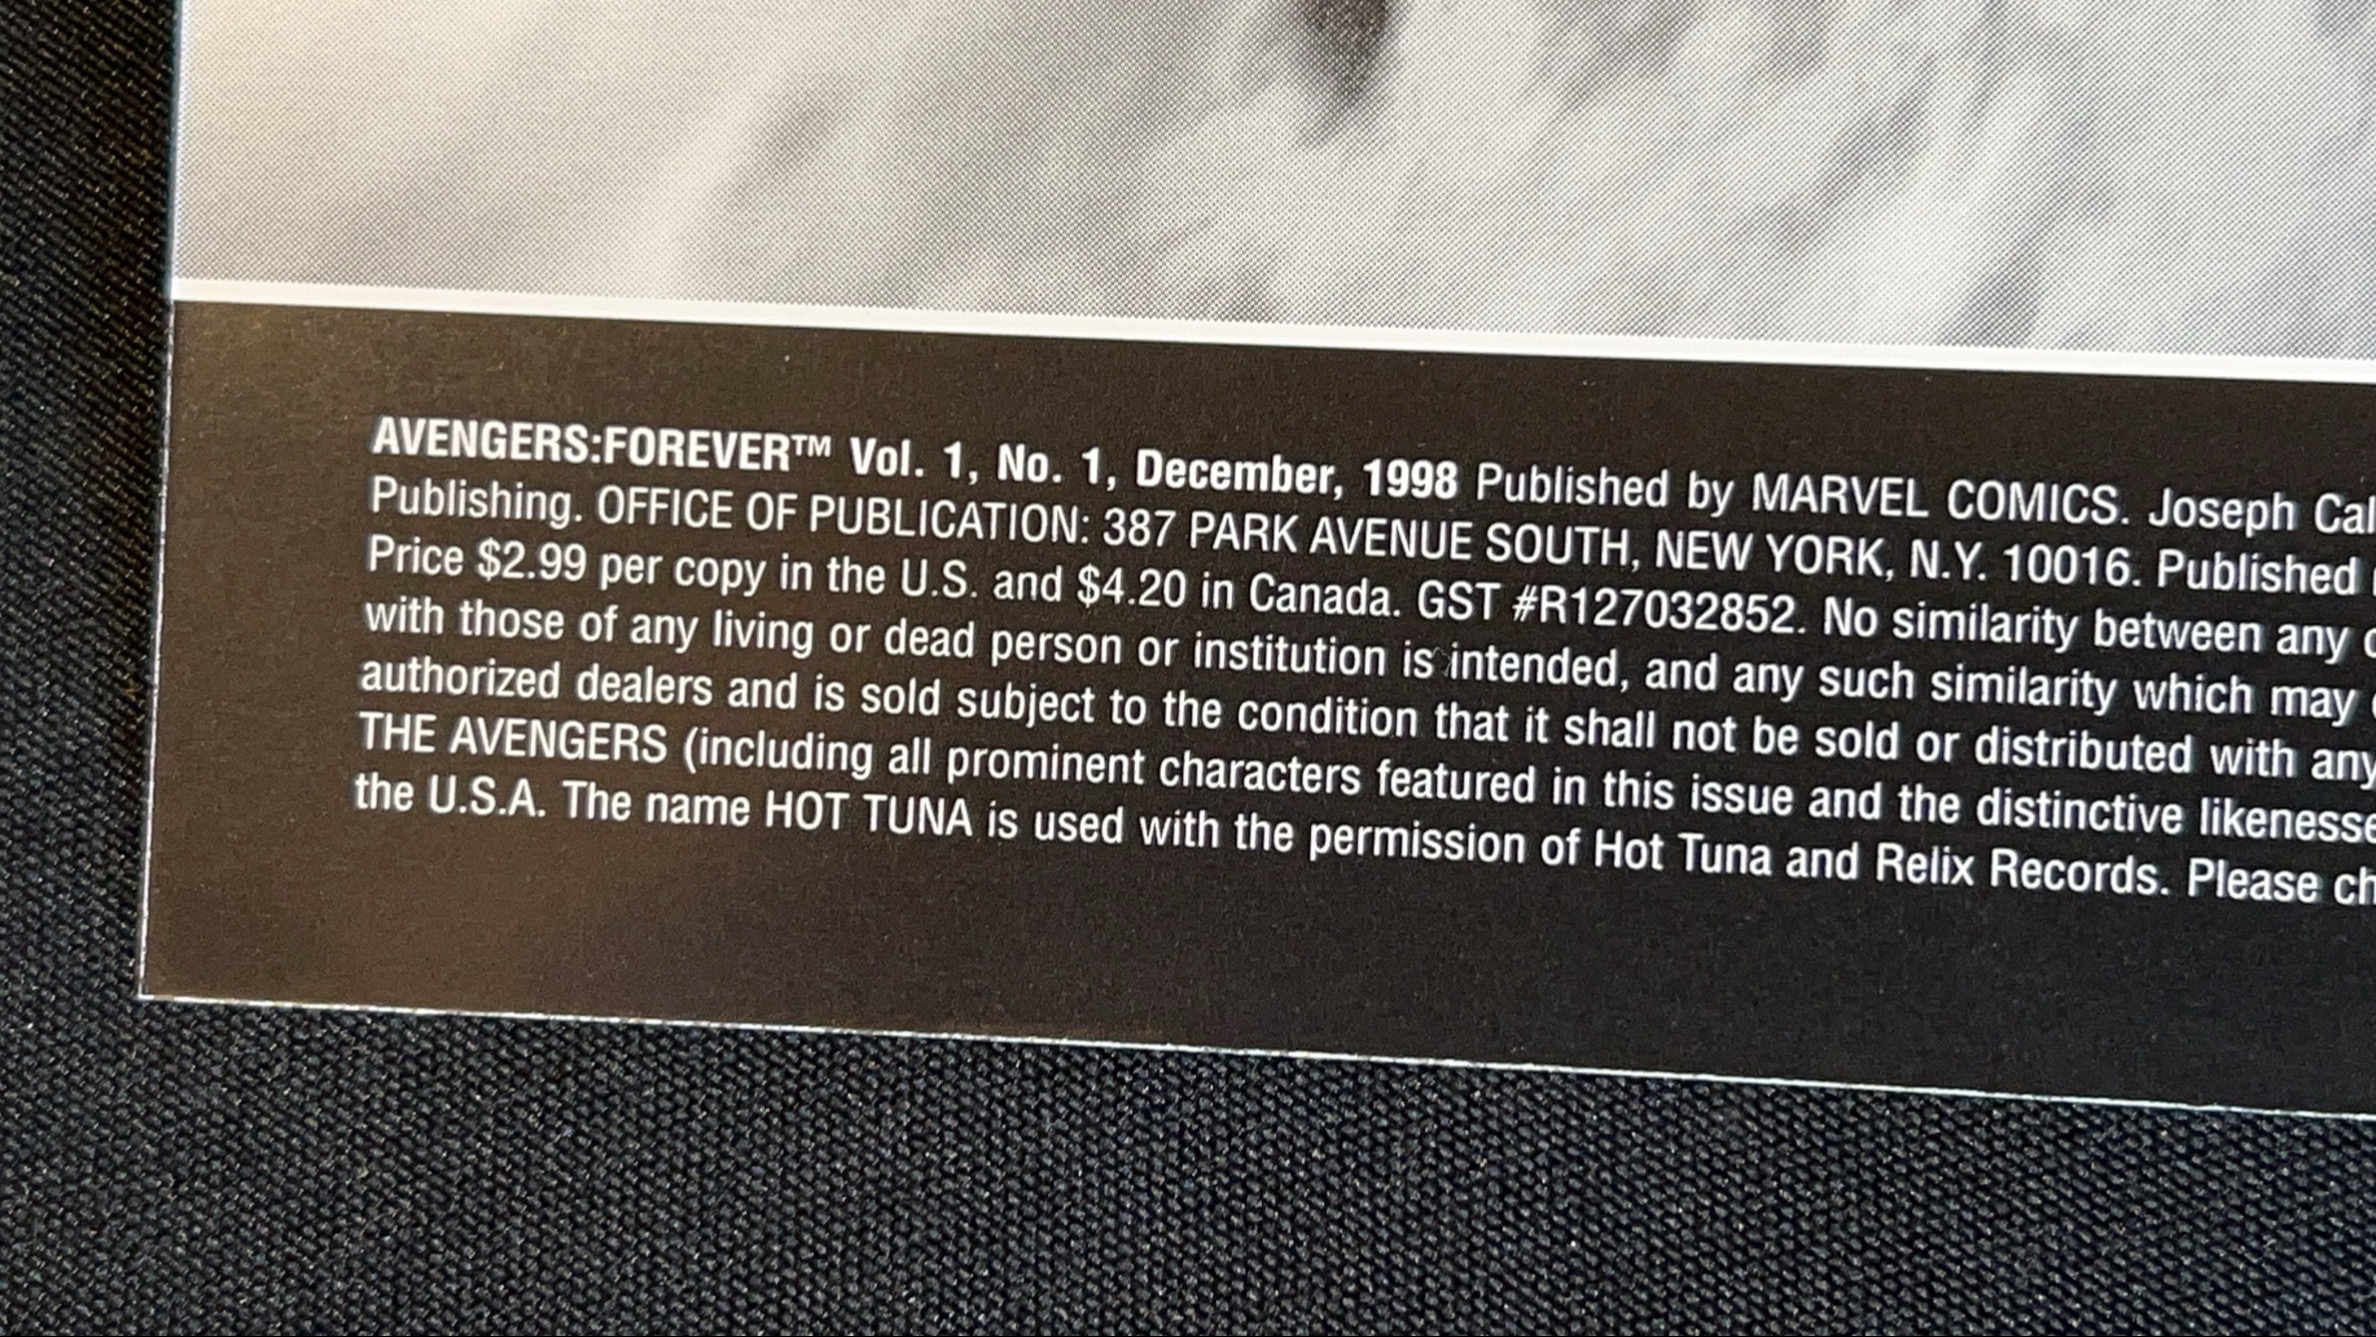 AVENGERS:FOREVER™ Vol. 1, No. 1, December, 1998 Published by MARVEL COMICS. Joseph
Publishing. OFFICE OF PUBLICATION: 387 PARK AVENUE SOUTH, NEW YORK, N.Y. 10016. Published
Price $2.99 per copy in the U.S. and $4.20 in Canada. GST #R127032852. No similarity between any
with those of any living or dead person or institution is intended, and any such similarity which may
authorized dealers and is sold subject to the condition that it shall not be sold or distributed with any
THE AVENGERS (including all prominent characters featured in this issue and the distinctive
the U.S.A. The name HOT TUNA is used with the permission of Hot Tuna and Relix Records. Please